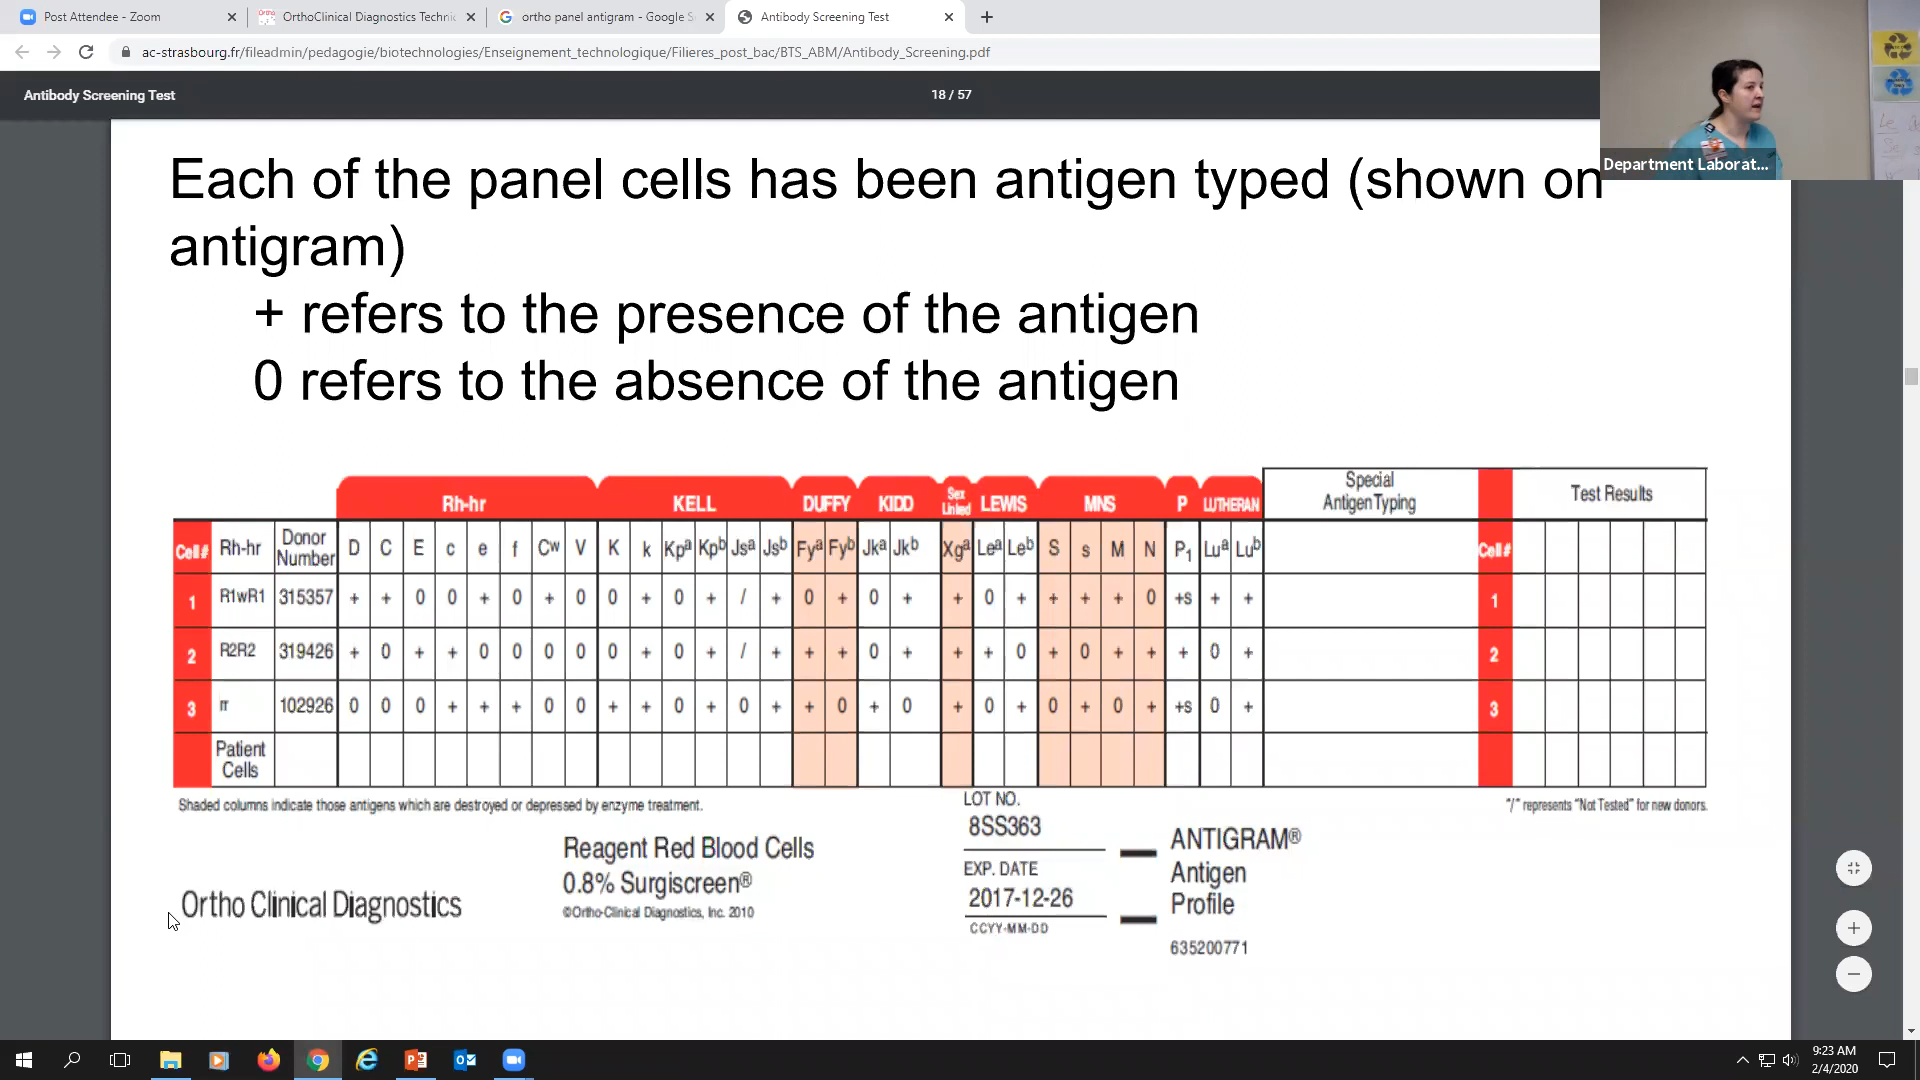 Post Attendee - Zoom
OrthoClinical Diagnostics Technic
ortho panel antigram - Google S
Antibody Screening Test
ac-strasbourg.fr/fileadmin/pedagogie/biotechnologies/Enseignement_technologique/Filieres_post_bac/BTS_ABM/Antibody_Screening.pdf
Antibody Screening Test
18 / 57
Department Laborat...
Each of the panel cells has been antigen typed (shown on
antigram)
+ refers to the presence of the antigen
0 refers to the absence of the antigen
Rh-hr KELL DUFFY KIDD Sex Linked LEWIS MNS P LUTHERAN Special Antigen Typing Test Results
Cell# Rh-hr Donor Number D C E c e f Cw V K k Kpa Kpb Jsa Jsb Fya Fyb Jka Jkb Xga Lea Leb S s M N P1 Lua Lub Cell#
1 R1wR1 315357 + + 0 0 + 0 + 0 0 + 0 + / + 0 + 0 + + 0 + + + + 0 +s + + 1
2 R2R2 319426 + 0 + + 0 0 0 0 0 + 0 + / + + + 0 + + + 0 + 0 + + + 0 + 2
3 rr 102926 0 0 0 + + + 0 0 + + 0 + 0 + + 0 + 0 + 0 + 0 + 0 + +s 0 + 3
Patient
Cells
Shaded columns indicate those antigens which are destroyed or depressed by enzyme treatment.
"/" represents "Not Tested" for new donors.
Ortho Clinical Diagnostics
Reagent Red Blood Cells
0.8% Surgiscreen®
©Ortho-Clinical Diagnostics, Inc. 2010
LOT NO.
8SS363
EXP. DATE
2017-12-26
CCYY-MM-DD
ANTIGRAM®
Antigen
Profile
635200771
9:23 AM
2/4/2020